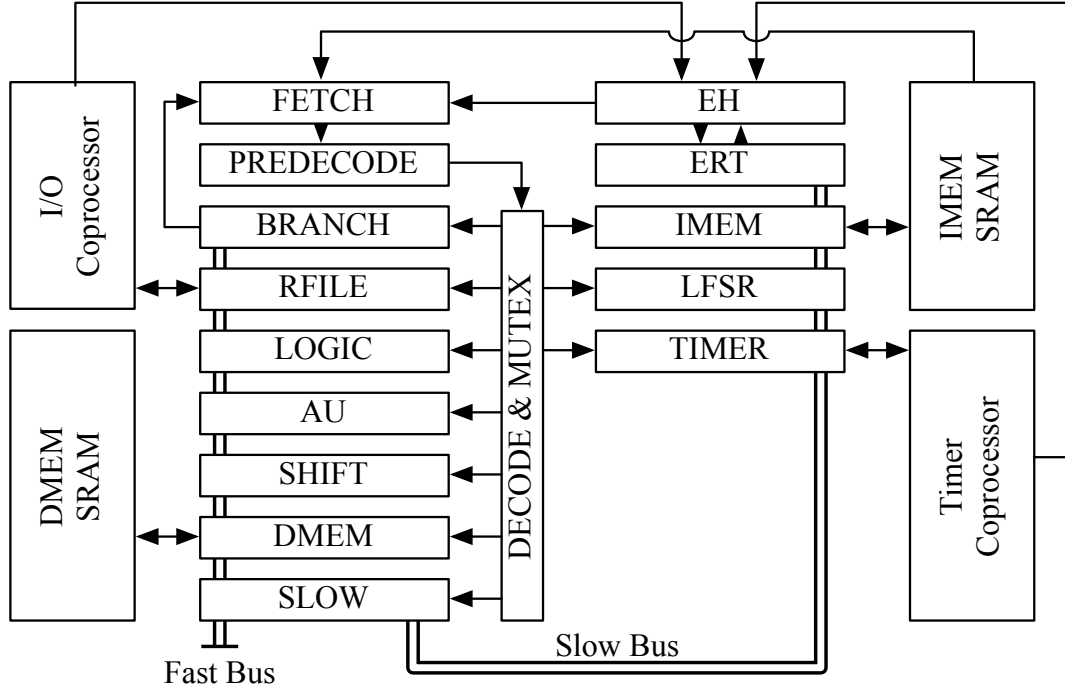 I/O
Coprocessor
DMEM
SRAM
FETCH
PREDECODE
BRANCH
RFILE
LOGIC
AU
SHIFT
DMEM
SLOW
Fast Bus
DECODE & MUTEX
EH
ERT
IMEM
LFSR
TIMER
Slow Bus
IMEM
SRAM
Timer
Coprocessor